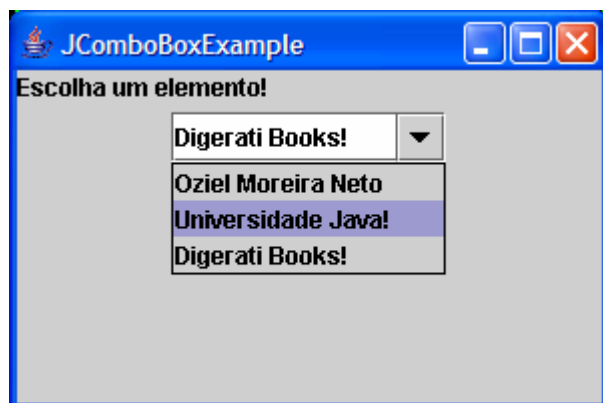 JComboBoxExample
Escolha um elemento!
Digerati Books!
Oziel Moreira Neto
Universidade Java!
Digerati Books!